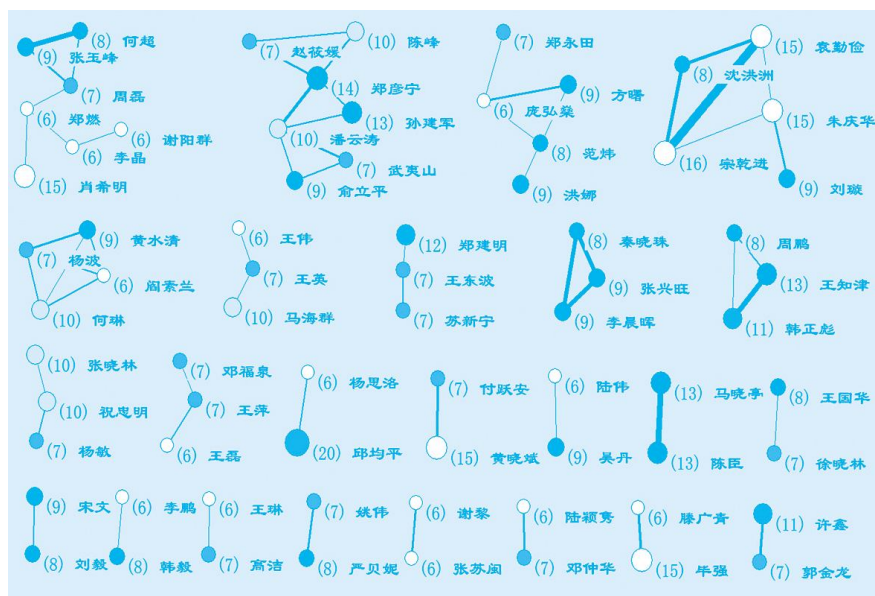 (8) 何超
(9) 张玉峰
(7) 周磊
(6) 郑燃
(6) 谢阳群
(6) 李晶
(15) 肖希明
(10) 陈峰
(7) 赵筱媛
(14) 郑彦宁
(13) 孙建军
(10) 潘云涛
(7) 武夷山
(9) 俞立平
(7) 郑永田
(9) 方曙
(6) 庞弘燊
(8) 范炜
(9) 洪娜
(15) 袁勤俭
(8) 沈洪洲
(15) 朱庆华
(16) 宗乾进
(9) 刘璇
(9) 黄水清
(7) 杨波
(6) 阎素兰
(10) 何琳
(6) 王伟
(7) 王英
(10) 马海群
(12) 郑建明
(7) 王东波
(7) 苏新宁
(8) 秦晓珠
(9) 张兴旺
(9) 李晨晖
(8) 周鹏
(13) 王知津
(11) 韩正彪
(10) 张晓林
(10) 祝忠明
(7) 杨敏
(7) 邓福泉
(7) 王萍
(6) 王磊
(6) 杨思洛
(20) 邱均平
(7) 付跃安
(15) 黄晓斌
(6) 陆伟
(9) 吴丹
(13) 马晓亭
(13) 陈臣
(8) 王国华
(7) 徐晓林
(9) 宋文
(8) 刘毅
(6) 李鹏
(8) 韩毅
(6) 王琳
(7) 高洁
(7) 姚伟
(8) 严贝妮
(6) 谢黎
(6) 张苏闽
(6) 陆颖隽
(7) 邓仲华
(6) 滕广青
(15) 毕强
(11) 许鑫
(7) 郭金龙